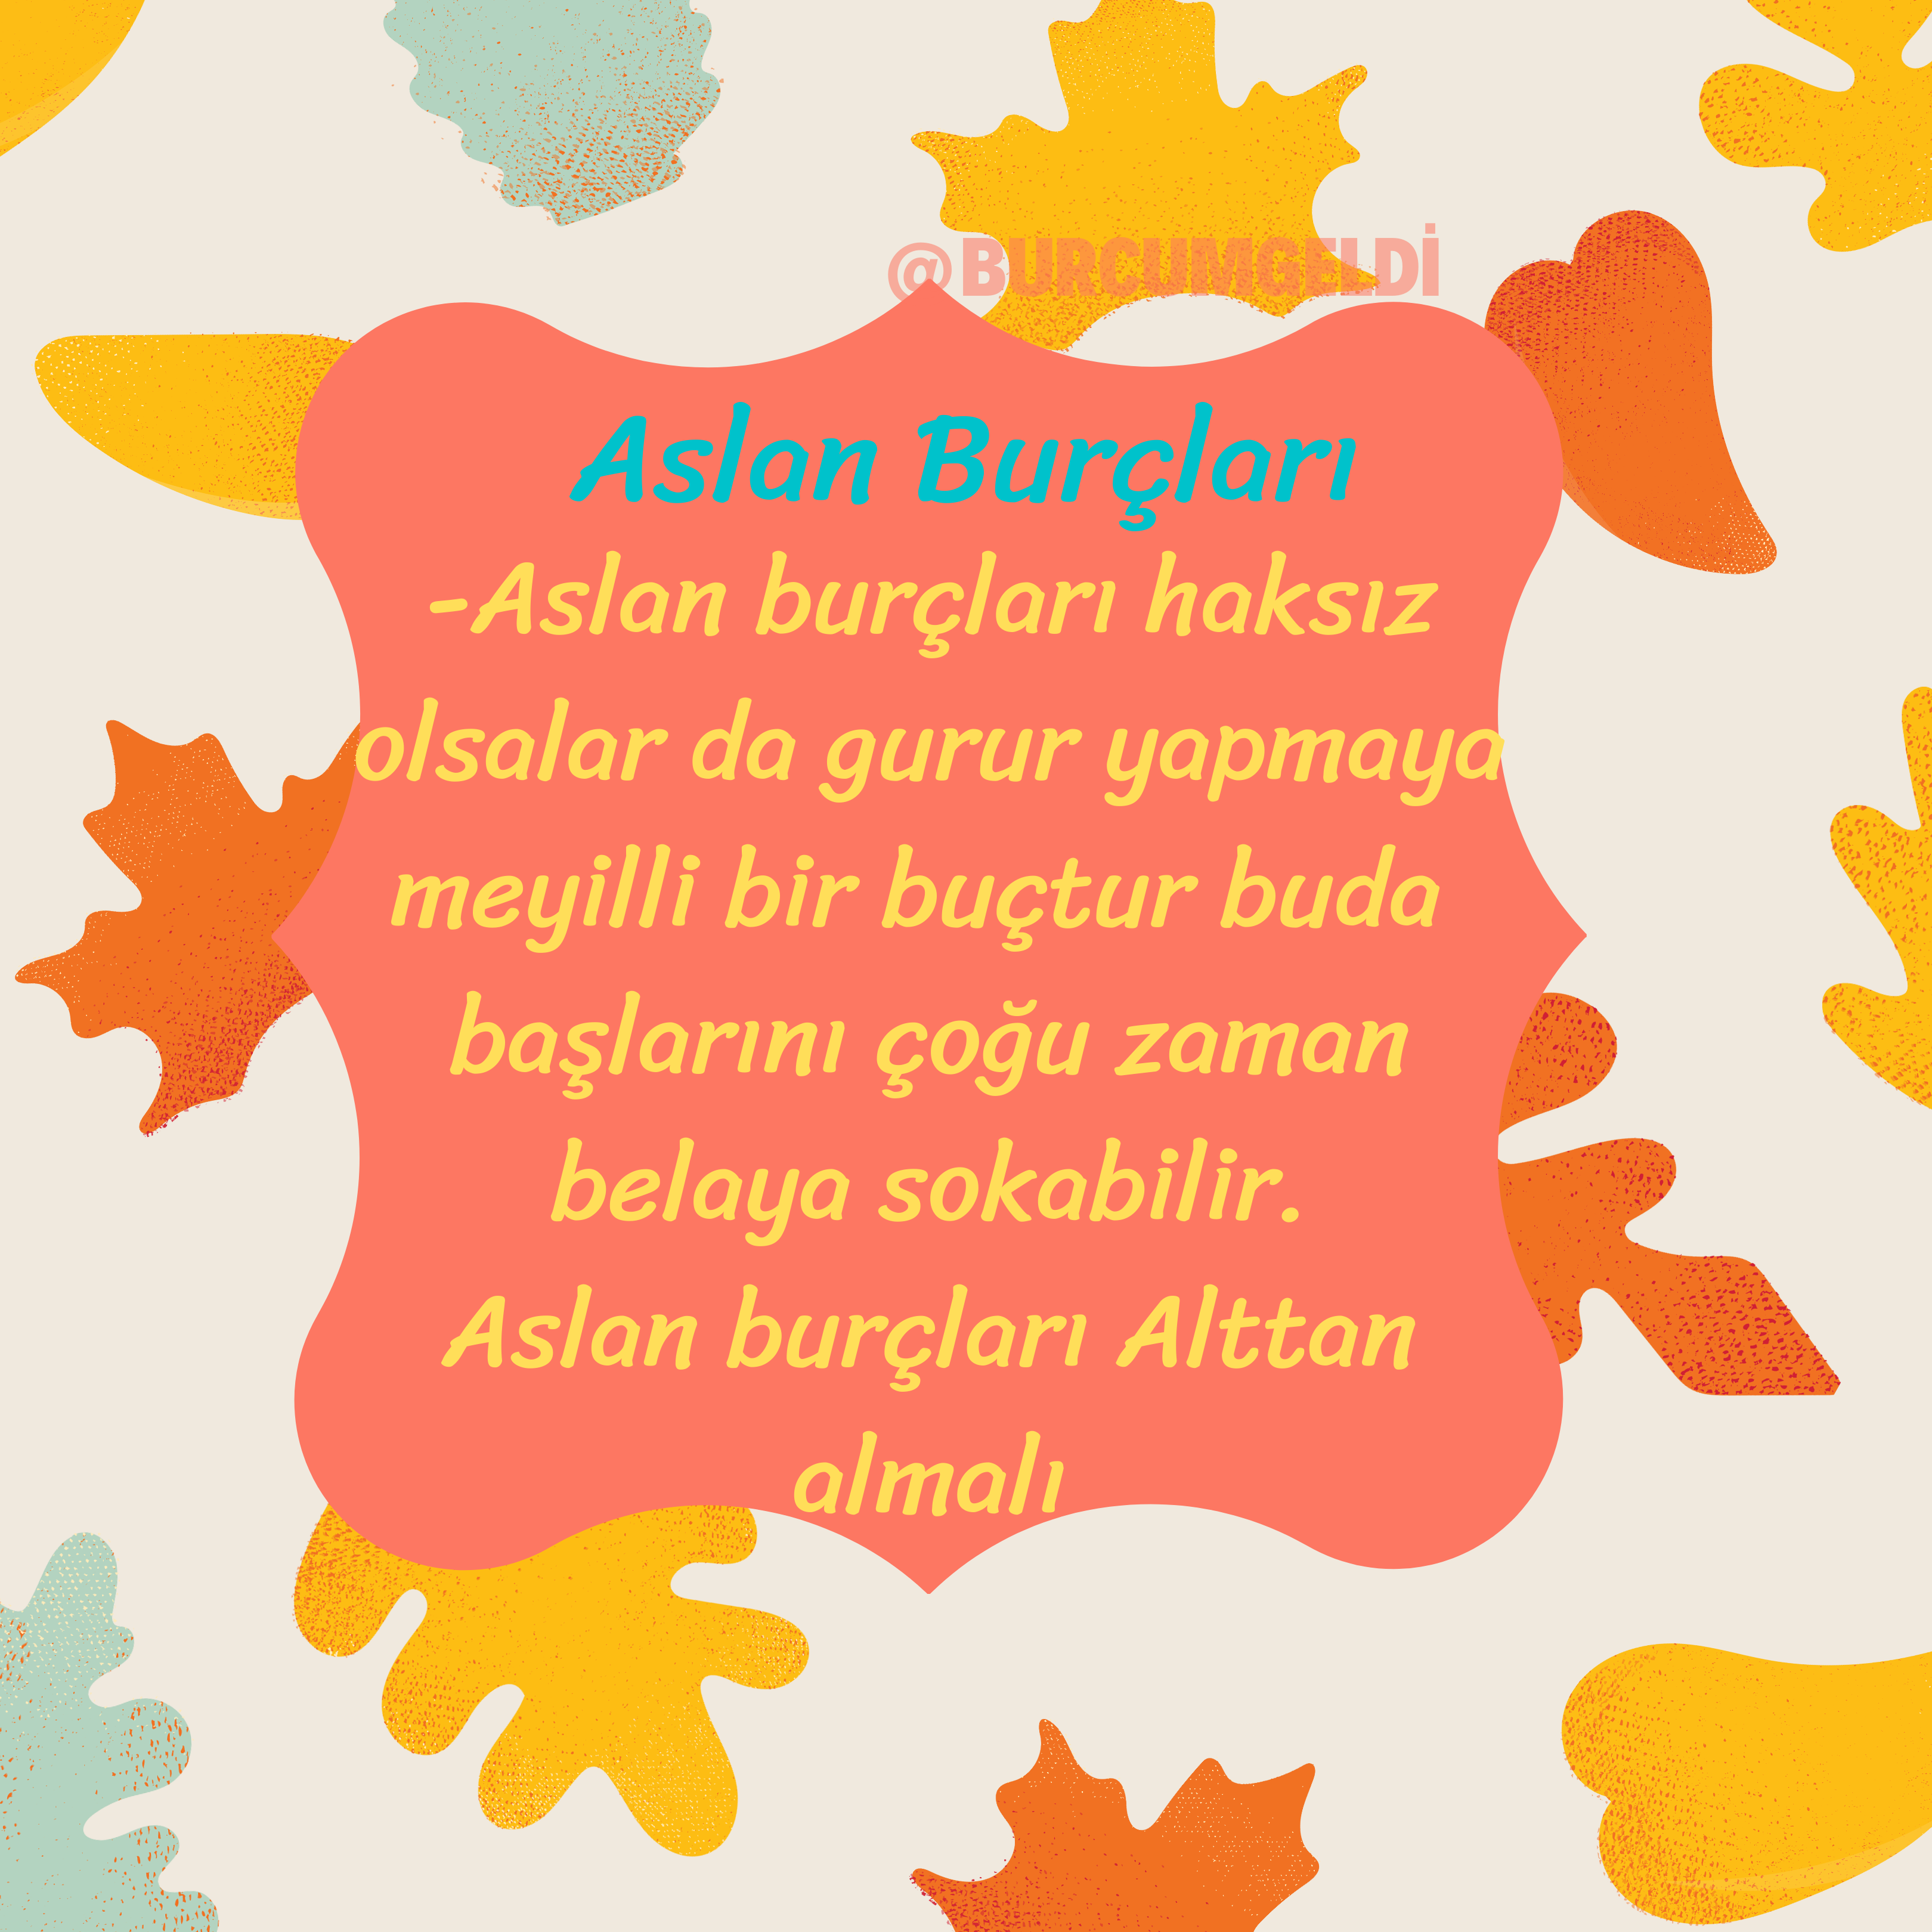 @BURCUMGELDİ
Aslan Burçları
-Aslan burçları haksız
olsalar da gurur yapmaya
meyilli bir buçtur buda
başlarını çoğu zaman
belaya sokabilir.
Aslan burçları Alttan
almalı